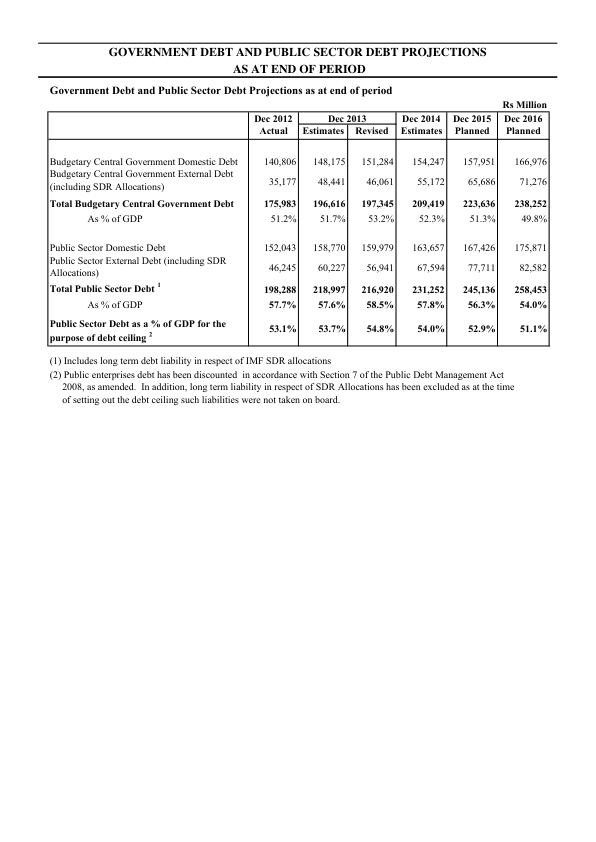 GOVERNMENT DEBT AND PUBLIC SECTOR DEBT PROJECTIONS
AS AT END OF PERIOD
Government Debt and Public Sector Debt Projections as at end of period
Rs Million
Dec 2012 Dec 2013 Dec 2014 Dec 2015 Dec 2016
Actual Estimates Revised Estimates Planned Planned
Budgetary Central Government Domestic Debt 140,806 148,175 151,284 154,247 157,951 166,976
Budgetary Central Government External Debt
(including SDR Allocations) 35,177 48,441 46,061 55,172 65,686 71,276
Total Budgetary Central Government Debt 175,983 196,616 197,345 209,419 223,636 238,252
As % of GDP 51.2% 51.7% 53.2% 52.3% 51.3% 49.8%
Public Sector Domestic Debt 152,043 158,770 159,979 163,657 167,426 175,871
Public Sector External Debt (including SDR
Allocations) 46,245 60,227 56,941 67,594 77,711 82,582
Total Public Sector Debt 1 198,288 218,997 216,920 231,252 245,136 258,453
As % of GDP 57.7% 57.6% 58.5% 57.8% 56.3% 54.0%
Public Sector Debt as a % of GDP for the
purpose of debt ceiling 2 53.1% 53.7% 54.8% 54.0% 52.9% 51.1%
(1) Includes long term debt liability in respect of IMF SDR allocations
(2) Public enterprises debt has been discounted in accordance with Section 7 of the Public Debt Management Act
2008, as amended. In addition, long term liability in respect of SDR Allocations has been excluded as at the time
of setting out the debt ceiling such liabilities were not taken on board.